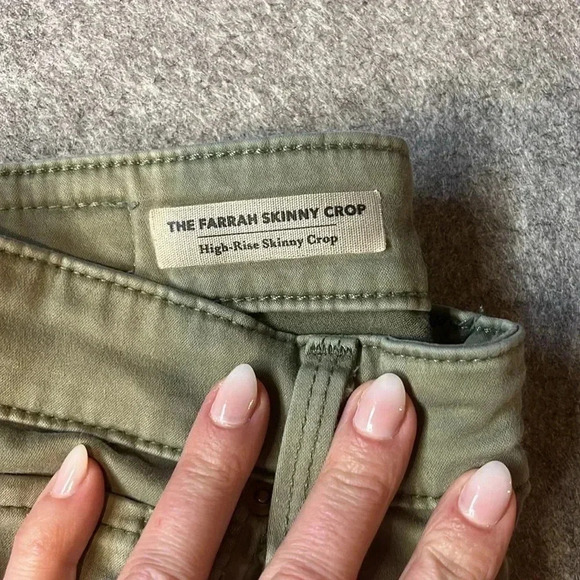 THE FARRAH SKINNY CROP
High-Rise Skinny Crop